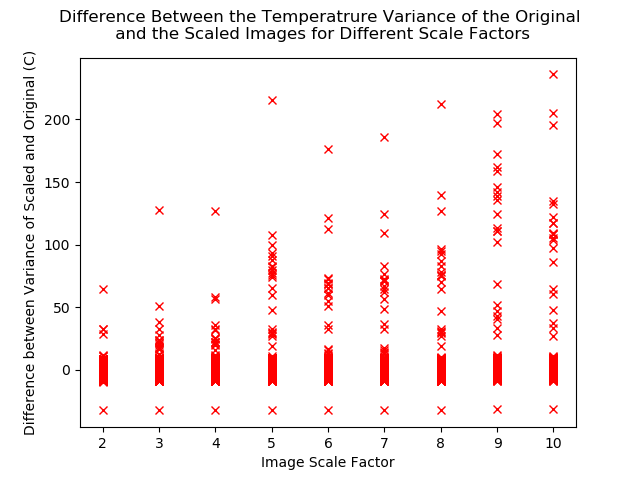 Difference Between the Temperatrure Variance of the Original
and the Scaled Images for Different Scale Factors
Difference between Variance of Scaled and Original (C)
200
150
100
50
0
2 3 4 5 6 7 8 9 10
Image Scale Factor